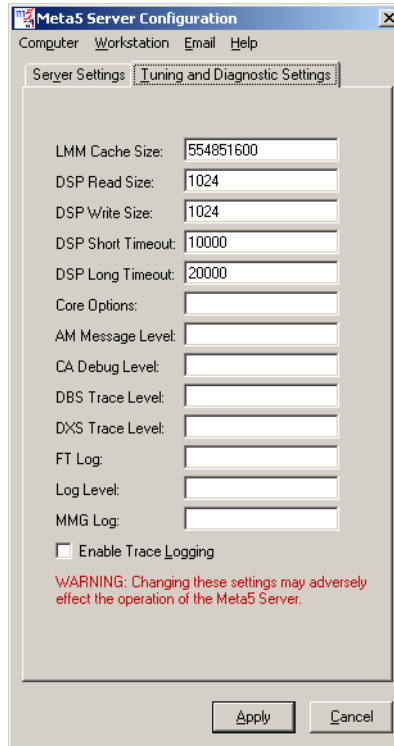 Meta5 Server Configuration
Computer Workstation Email Help
Server Settings Tuning and Diagnostic Settings
LMM Cache Size: 554851600
DSP Read Size: 1024
DSP Write Size: 1024
DSP Short Timeout: 10000
DSP Long Timeout: 20000
Core Options:
AM Message Level:
CA Debug Level:
DBS Trace Level:
DXS Trace Level:
FT Log:
Log Level:
MMG Log:
Enable Trace Logging
WARNING: Changing these settings may adversely
effect the operation of the Meta5 Server.
Apply Cancel